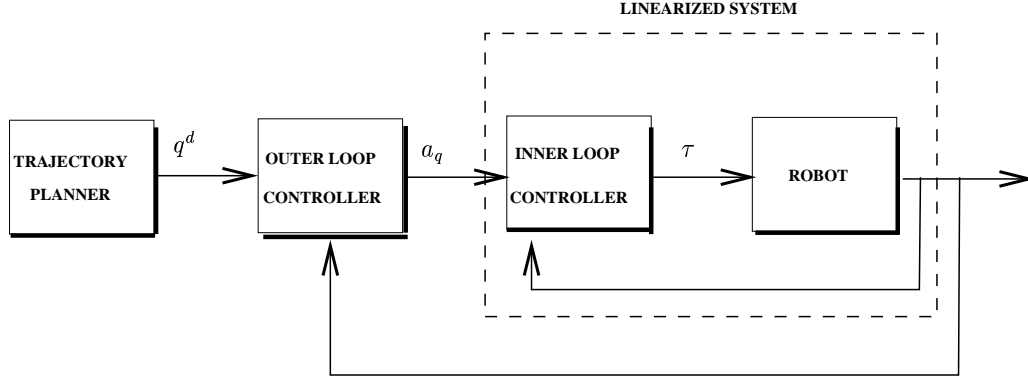 LINEARIZED SYSTEM
TRAJECTORY
PLANNER
q^d
OUTER LOOP
CONTROLLER
a_q
INNER LOOP
CONTROLLER
τ
ROBOT